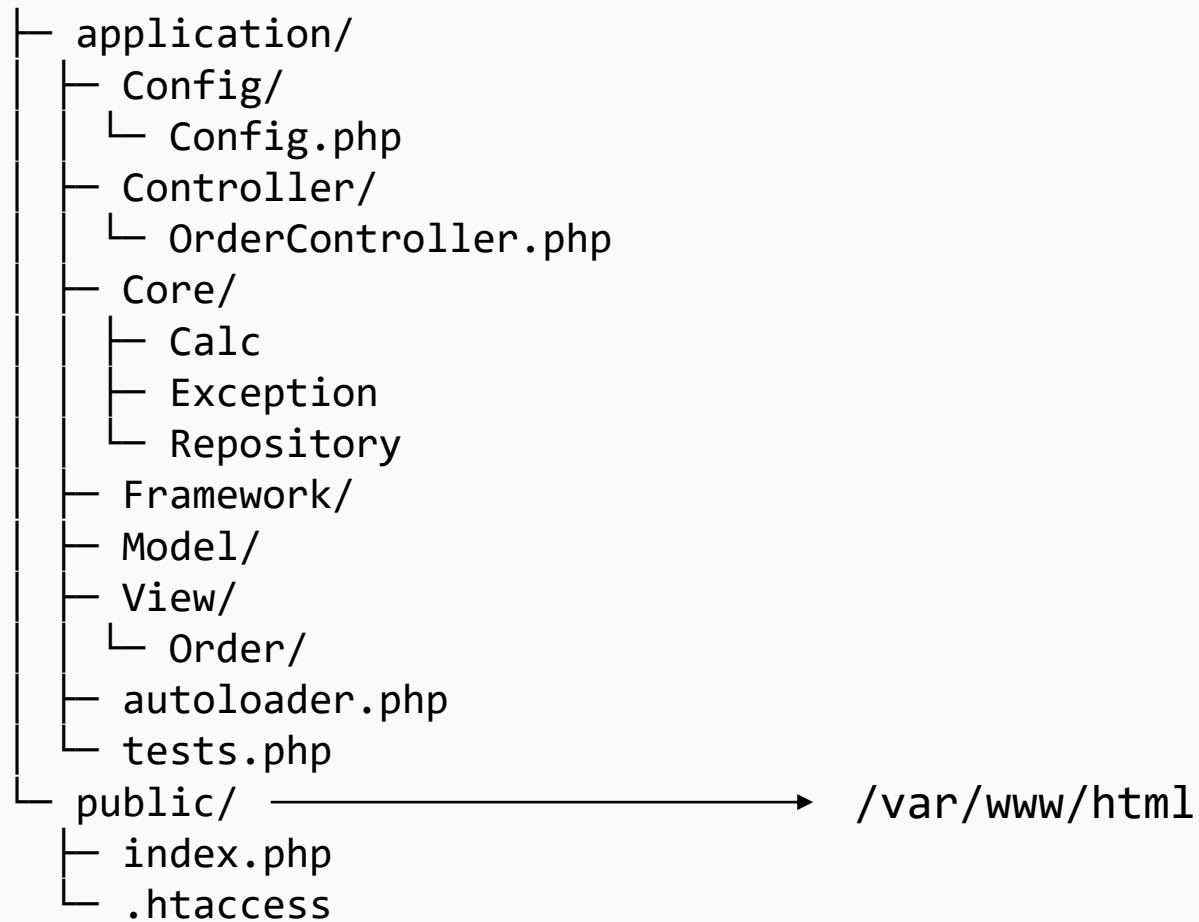 ├─ application/
│ ├─ Config/
│ │ └─ Config.php
│ ├─ Controller/
│ │ └─ OrderController.php
│ ├─ Core/
│ │ ├─ Calc
│ │ ├─ Exception
│ │ └─ Repository
│ ├─ Framework/
│ ├─ Model/
│ ├─ View/
│ │ └─ Order/
│ ├─ autoloader.php
│ └─ tests.php
└─ public/ /var/www/html
  ├─ index.php
  └─ .htaccess